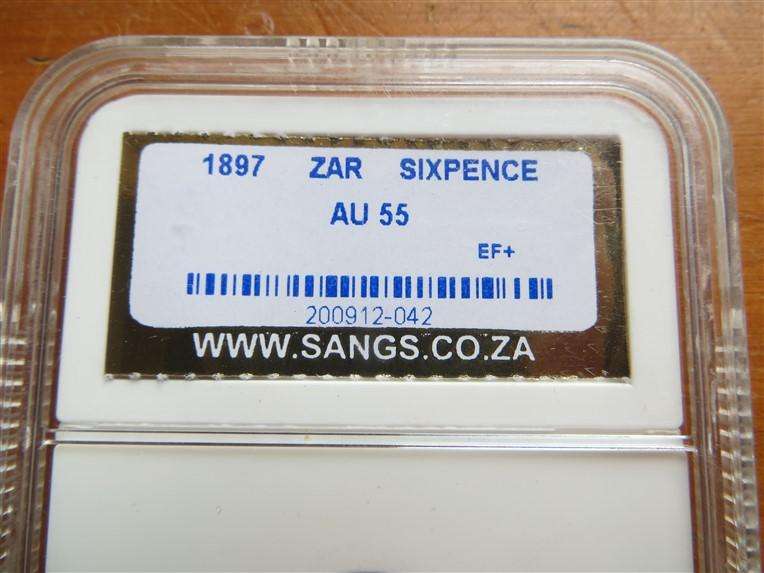 1897 ZAR SIXPENCE
AU 55
EF+
200912-042
WWW.SANGS.CO.ZA